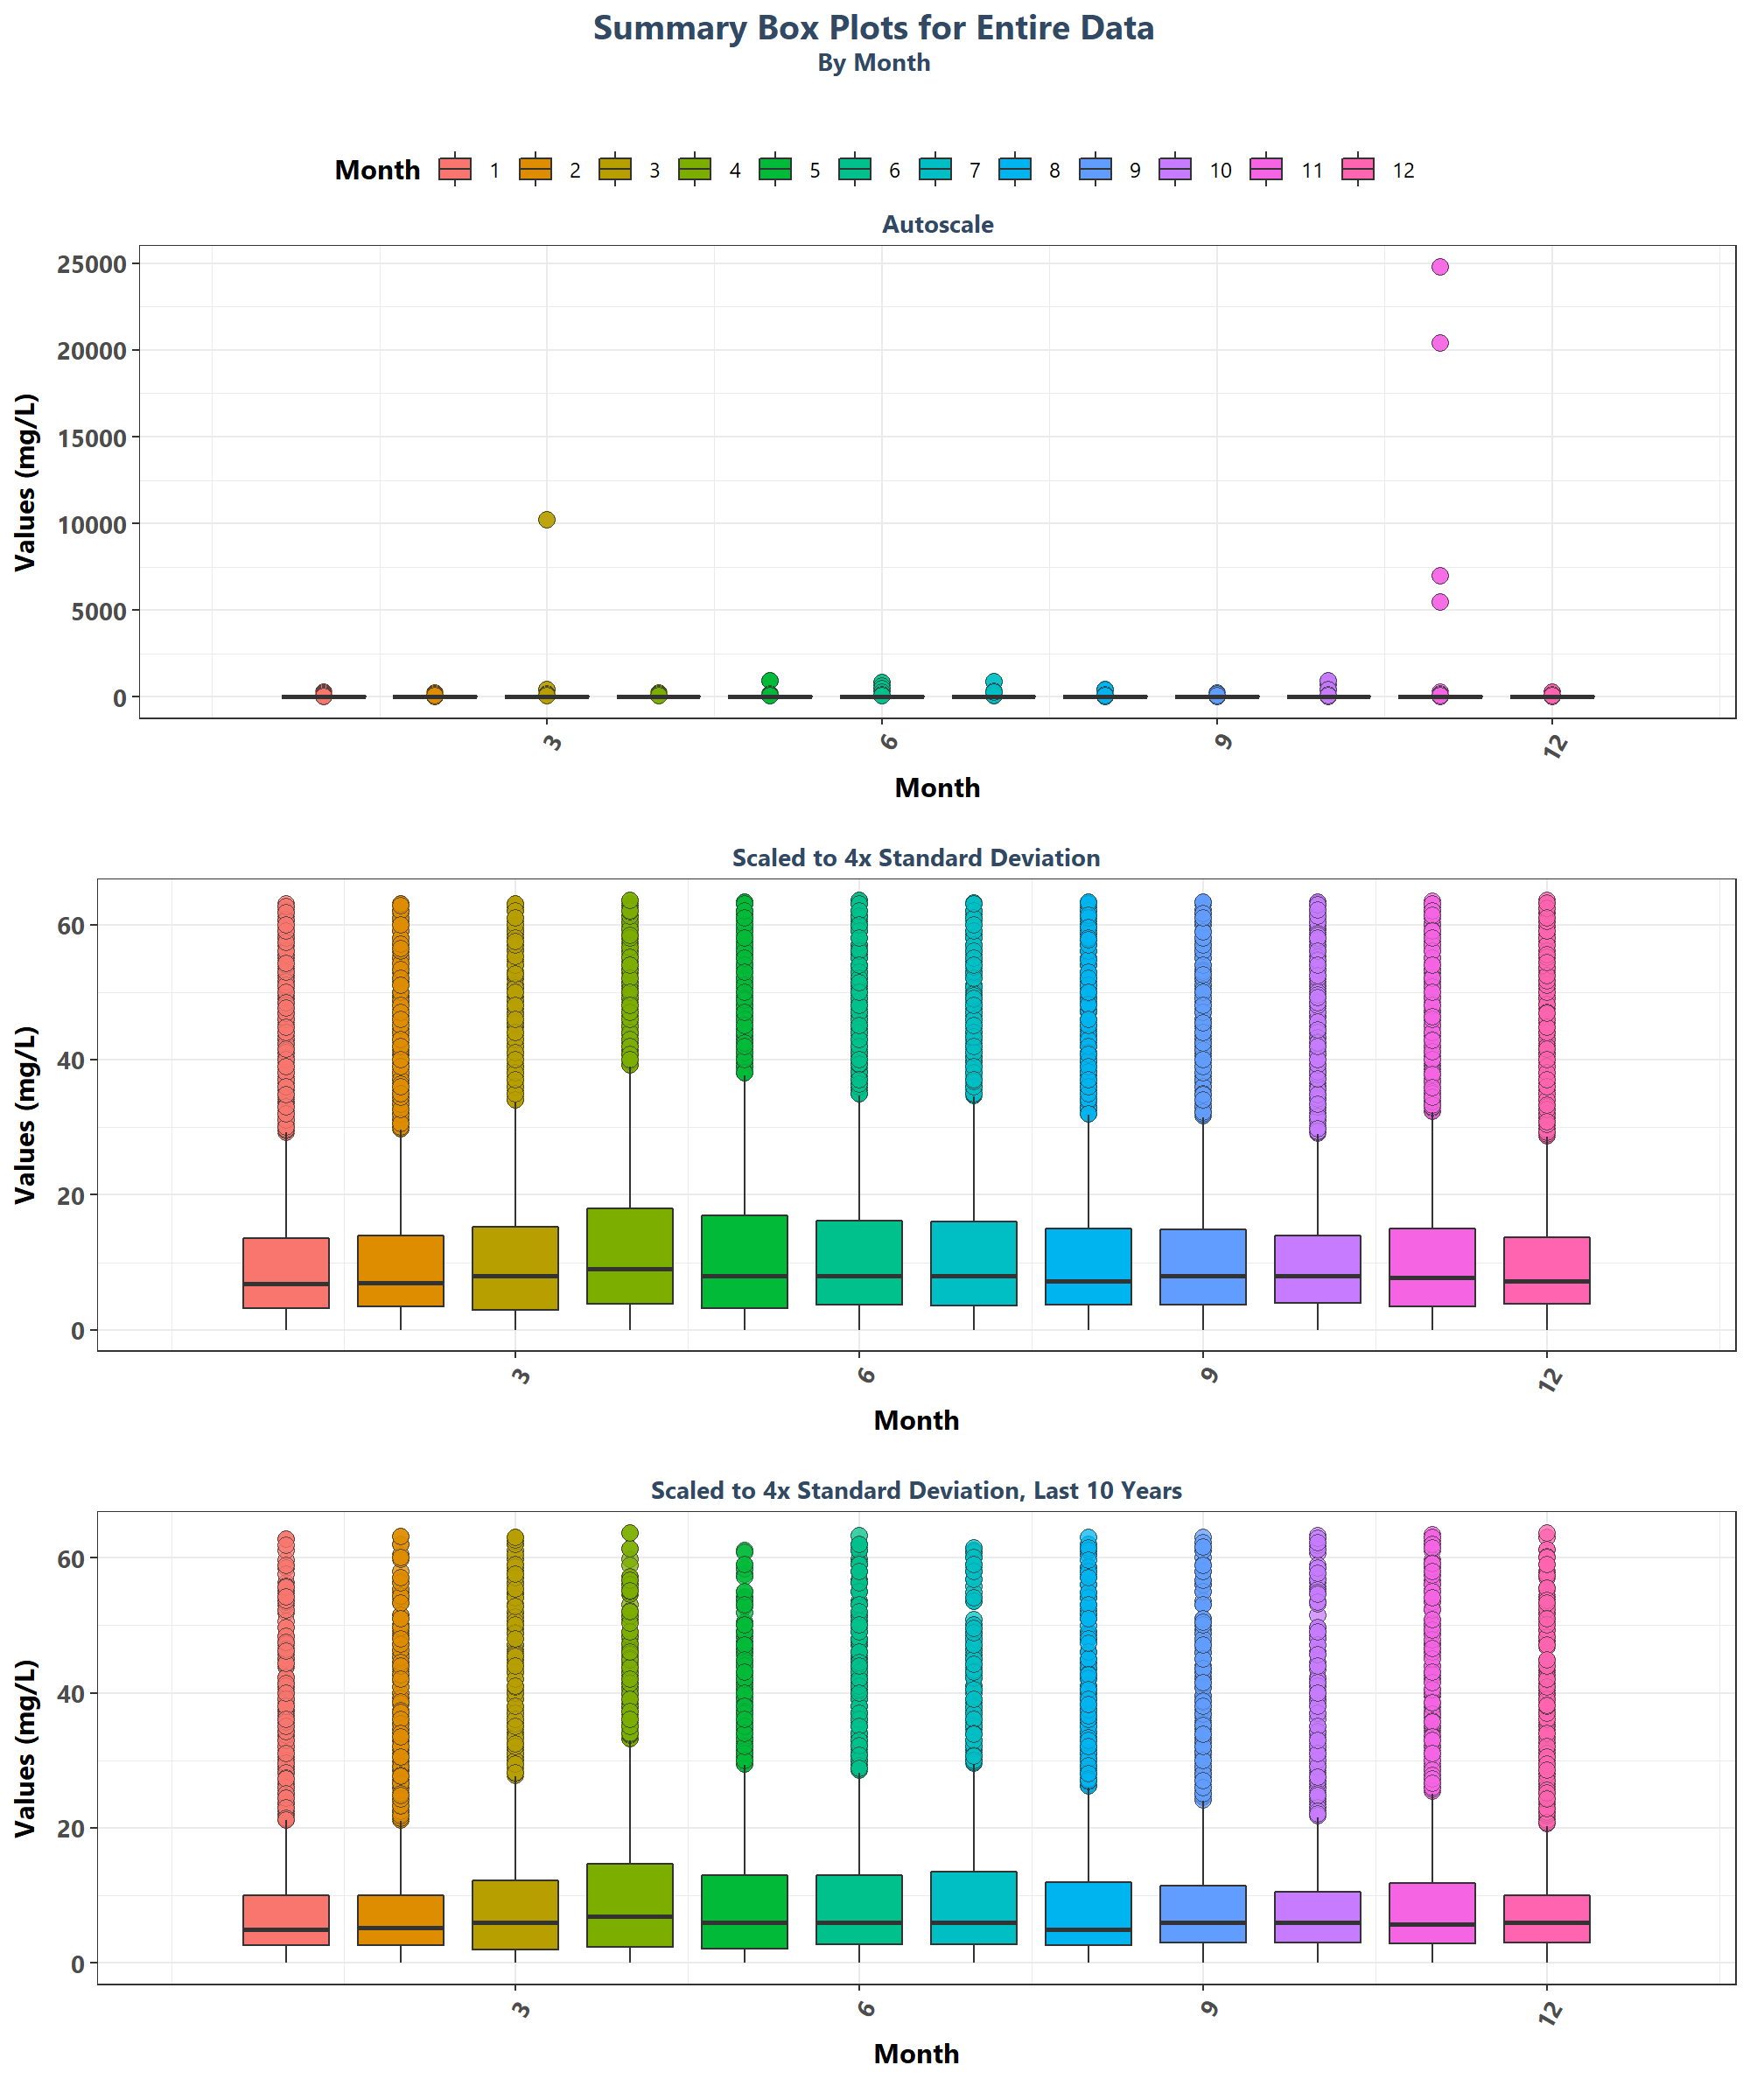 Summary Box Plots for Entire Data
By Month
Month 1 2 3 4 5 6 7 8 9 10 11 12
Autoscale
Values (mg/L)
25000
20000
15000
10000
5000
0
3 6 9 12
Month
Scaled to 4x Standard Deviation
Values (mg/L)
60
40
20
0
3 6 9 12
Month
Scaled to 4x Standard Deviation, Last 10 Years
Values (mg/L)
60
40
20
0
3 6 9 12
Month